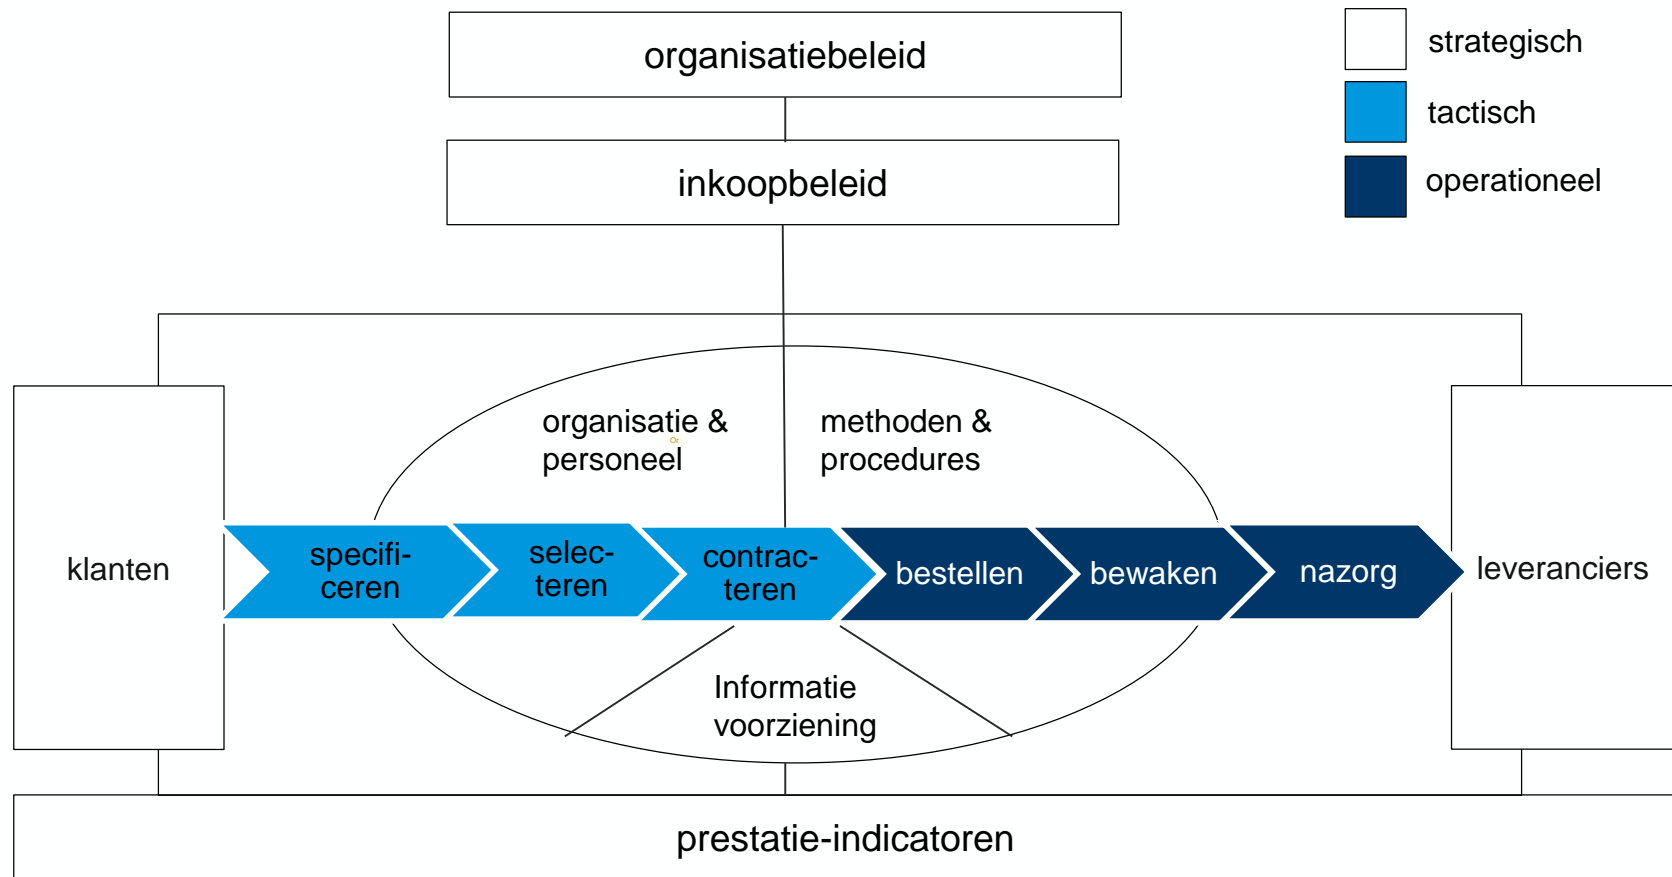 organisatiebeleid
strategisch
tactisch
inkoopbeleid
operationeel
organisatie &
Or
personeel
methoden &
procedures
klanten
specifi-
ceren
selec-
teren
contrac-
teren
bestellen
bewaken
nazorg
leveranciers
Informatie
voorziening
prestatie-indicatoren